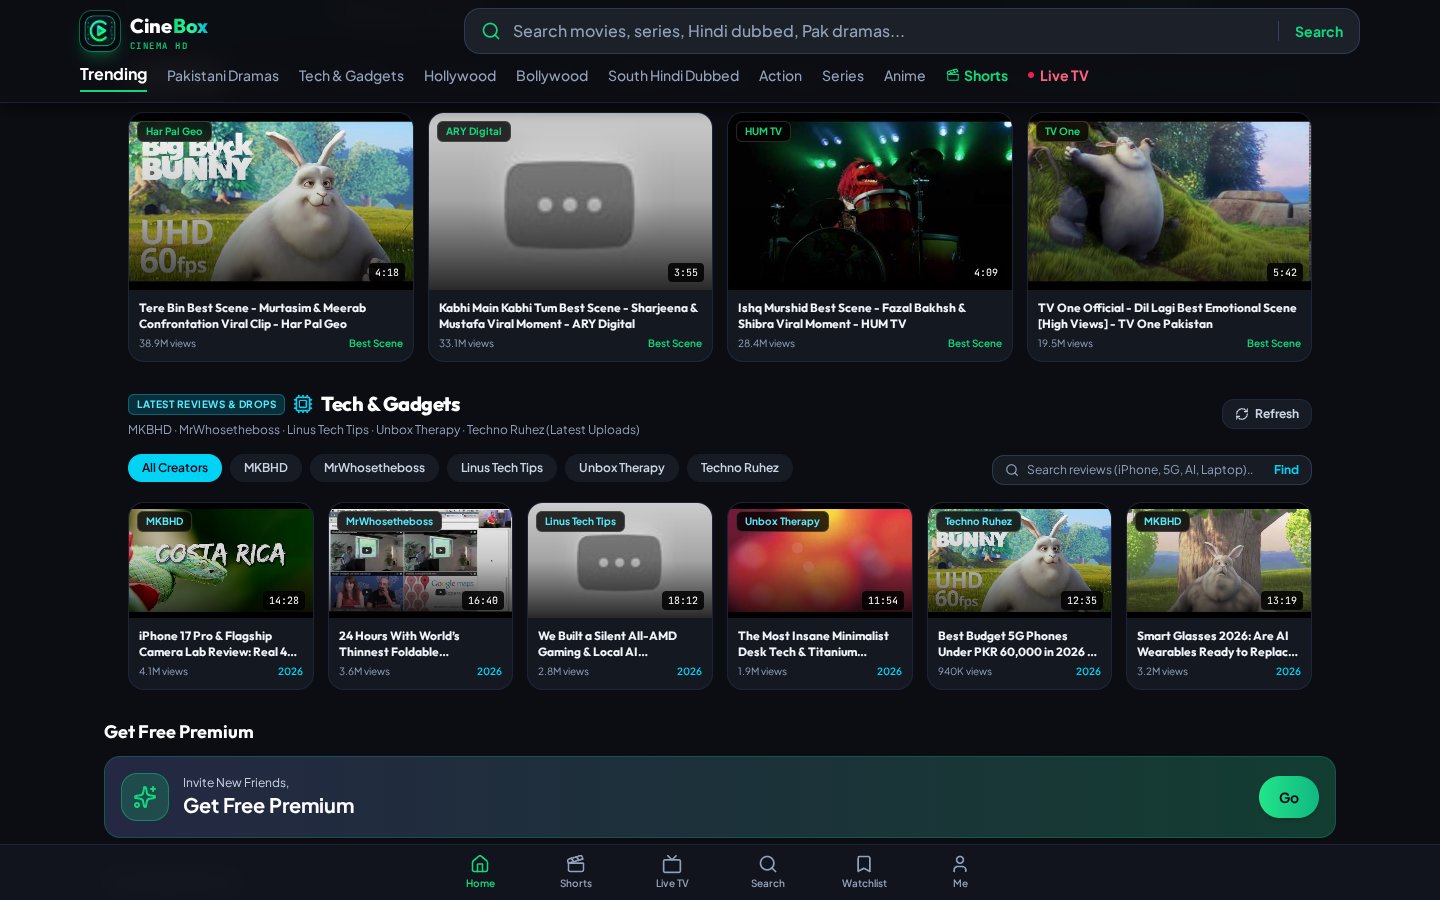 CineBox
CINEMA HD
Search movies, series, Hindi dubbed, Pak dramas...
Search
Trending
Pakistani Dramas
Tech & Gadgets
Hollywood
Bollywood
South Hindi Dubbed
Action
Series
Anime
Shorts
Live TV
Har Pal Geo
Big Buck
BUNNY
UHD
60fps
4:18
ARY Digital
3:55
HUM TV
4:09
TV One
5:42
Tere Bin Best Scene - Murtasim & Meerab
Confrontation Viral Clip - Har Pal Geo
38.9M views
Best Scene
Kabhi Main Kabhi Tum Best Scene - Sharjeena &
Mustafa Viral Moment - ARY Digital
33.1M views
Best Scene
Ishq Murshid Best Scene - Fazal Bakhsh &
Shibra Viral Moment - HUM TV
28.4M views
Best Scene
TV One Official - Dil Lagi Best Emotional Scene
[High Views] - TV One Pakistan
19.5M views
Best Scene
LATEST REVIEWS & DROPS
Tech & Gadgets
MKBHD · MrWhosetheboss · Linus Tech Tips · Unbox Therapy · Techno Ruhez (Latest Uploads)
Refresh
All Creators
MKBHD
MrWhosetheboss
Linus Tech Tips
Unbox Therapy
Techno Ruhez
Search reviews (iPhone, 5G, AI, Laptop)..
Find
MKBHD
COSTA RICA
14:28
MrWhosetheboss
Google maps
16:40
Linus Tech Tips
18:12
Unbox Therapy
11:54
Techno Ruhez
BUNNY
UHD
60fps
12:35
MKBHD
13:19
iPhone 17 Pro & Flagship
Camera Lab Review: Real 4...
4.1M views
2026
24 Hours With World's
Thinnest Foldable...
3.6M views
2026
We Built a Silent All-AMD
Gaming & Local AI...
2.8M views
2026
The Most Insane Minimalist
Desk Tech & Titanium...
1.9M views
2026
Best Budget 5G Phones
Under PKR 60,000 in 2026 ...
940K views
2026
Smart Glasses 2026: Are AI
Wearables Ready to Replac...
3.2M views
2026
Get Free Premium
Invite New Friends,
Get Free Premium
Go
Home
Shorts
Live TV
Search
Watchlist
Me